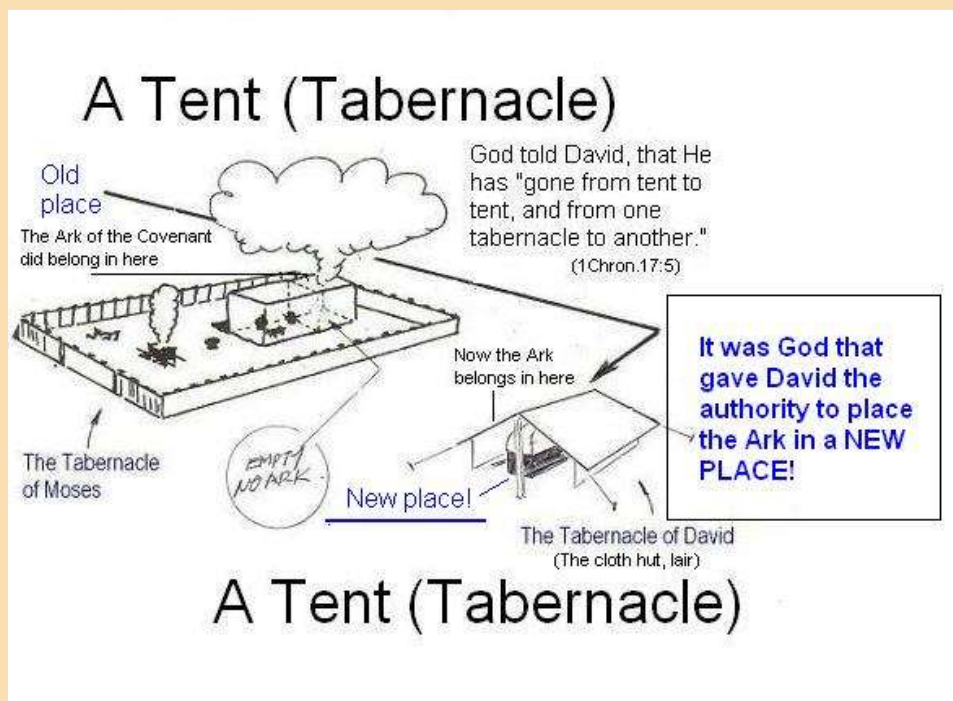 A Tent (Tabernacle)
Old
place
The Ark of the Covenant
did belong in here
God told David, that He
has "gone from tent to
tent, and from one
tabernacle to another."
(1Chron.17:5)
Now the Ark
belongs in here
It was God that
gave David the
authority to place
the Ark in a NEW
PLACE!
The Tabernacle
of Moses
EMPTY
NO ARK.
New place!
The Tabernacle of David
(The cloth hut, lair)
A Tent (Tabernacle)